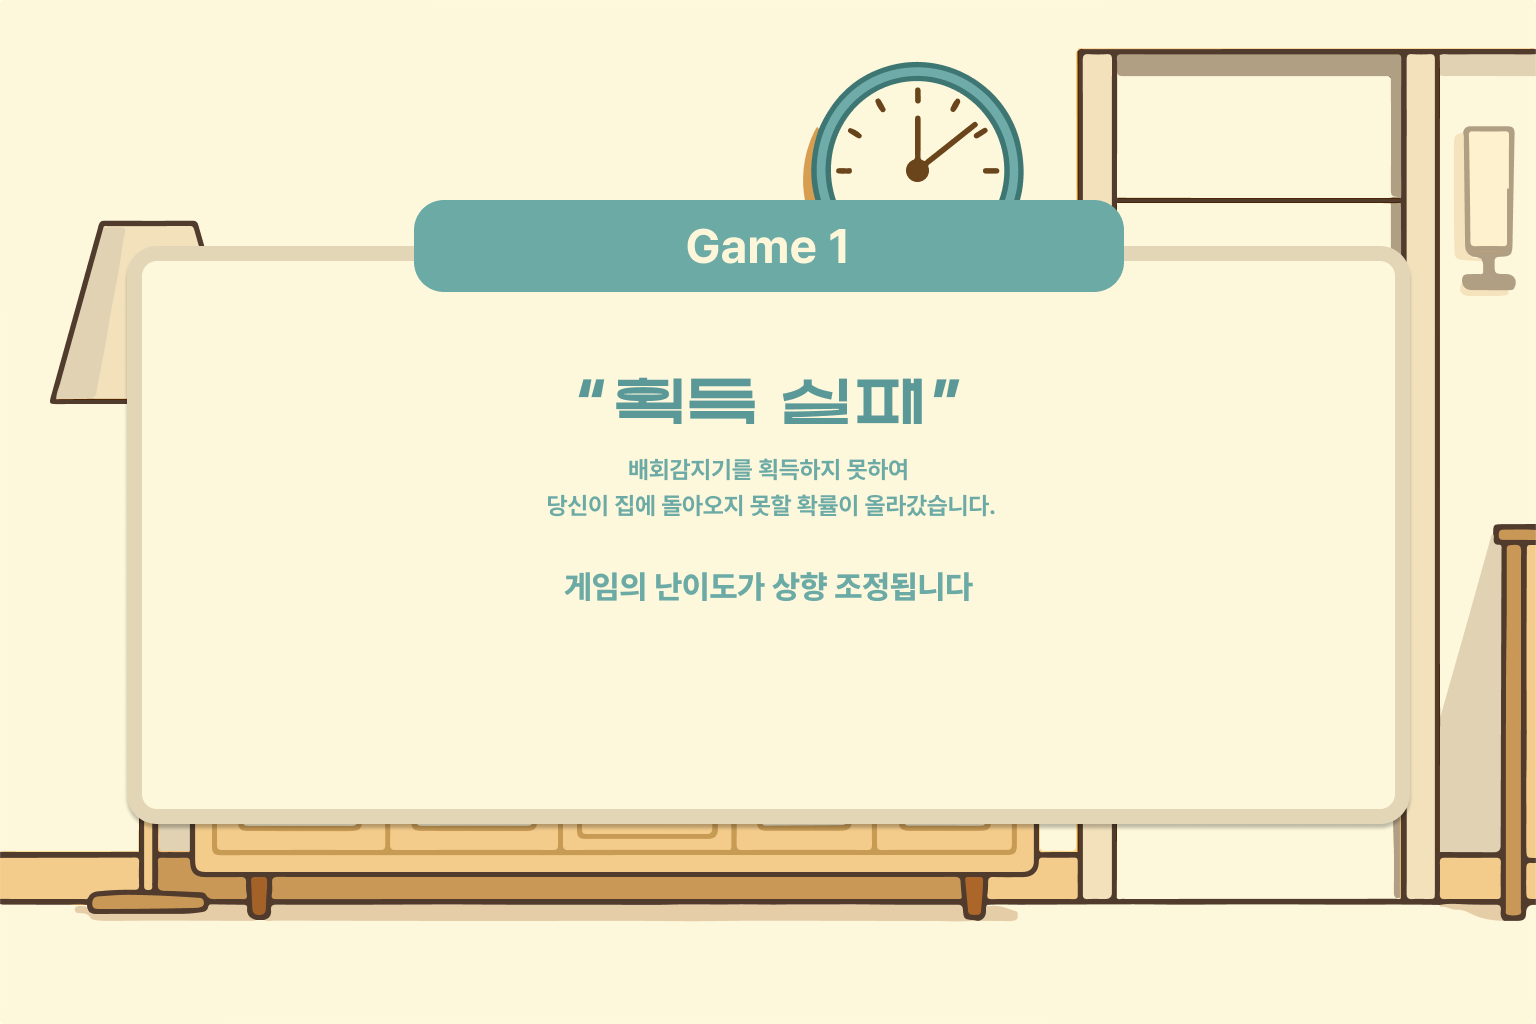 Game 1
“획득 실패”
배회감지기를 획득하지 못하여
당신이 집에 돌아오지 못할 확률이 올라갔습니다.
게임의 난이도가 상향 조정됩니다